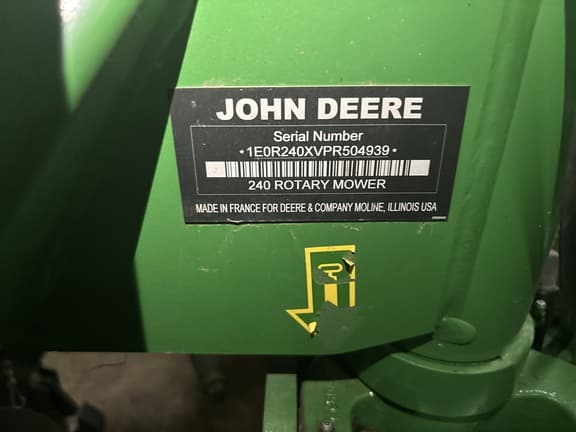 JOHN DEERE
Serial Number
*1E0R240XVPR504939*
240 ROTARY MOWER
MADE IN FRANCE FOR DEERE & COMPANY MOLINE, ILLINOIS USA